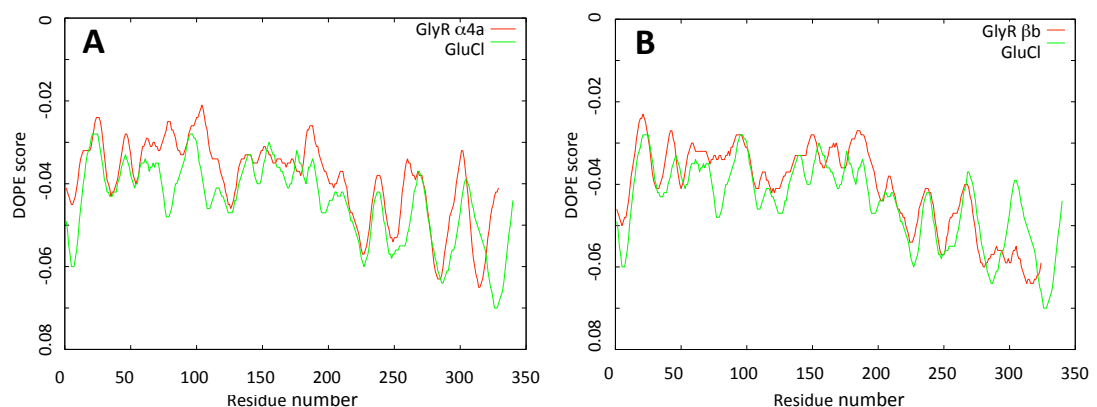 A
GlyR α4a
GluCl
0
-0.02
-0.04
-0.06
0.08
DOPE score
0 50 100 150 200 250 300 350
Residue number
B
GlyR βb
GluCl
0
-0.02
-0.04
-0.06
0.08
DOPE score
0 50 100 150 200 250 300 350
Residue number